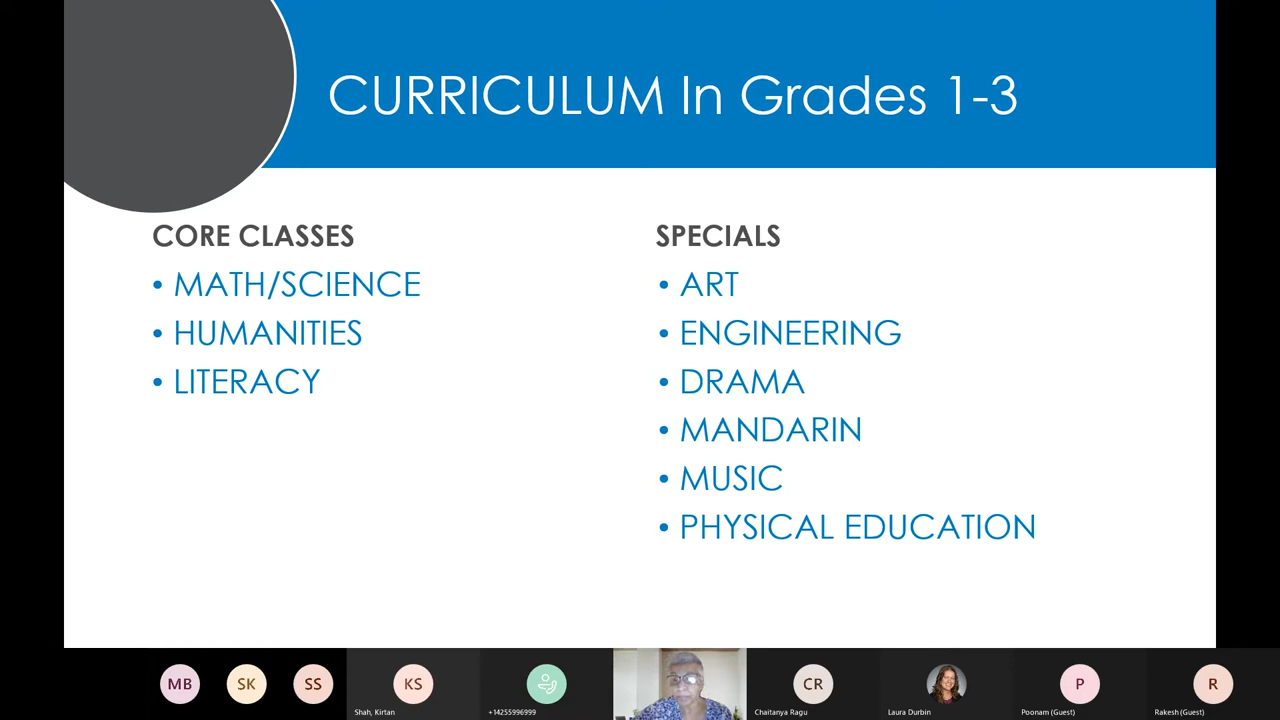 CURRICULUM In Grades 1-3
CORE CLASSES
• MATH/SCIENCE
• HUMANITIES
• LITERACY
SPECIALS
• ART
• ENGINEERING
• DRAMA
• MANDARIN
• MUSIC
• PHYSICAL EDUCATION
MB
SK
SS
KS
CR
P
R
Shah, Kirtan
+14255996999
Chaitanya Ragu
Laura Durbin
Poonam (Guest)
Rakesh (Guest)